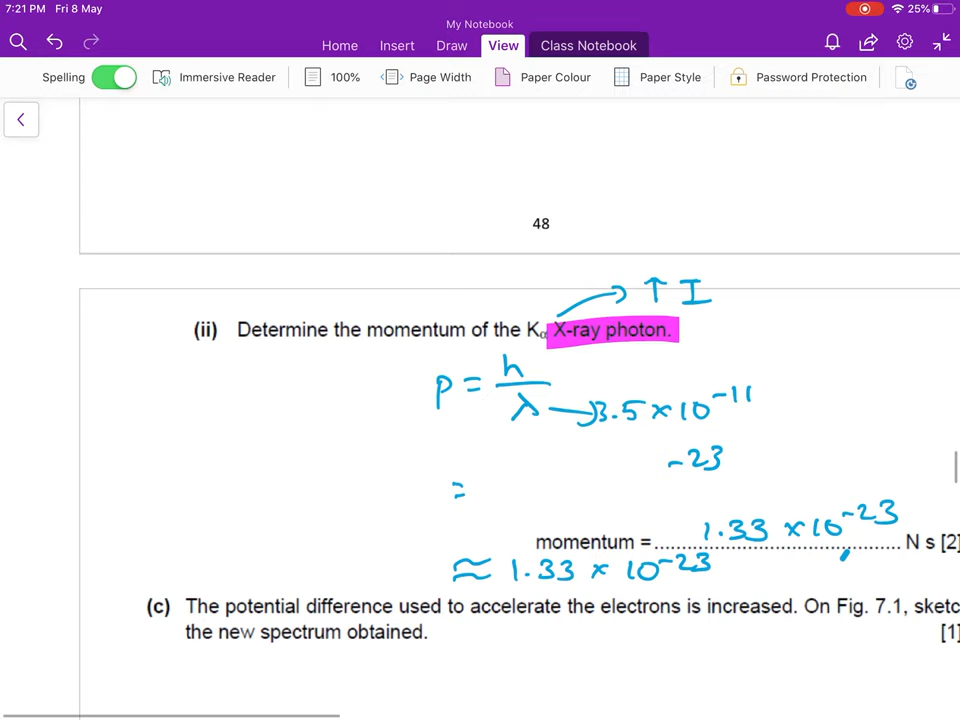 7:21 PM Fri 8 May
25%
My Notebook
Home Insert Draw View Class Notebook
Spelling Immersive Reader 100% Page Width Paper Colour Paper Style Password Protection
48
↑ I
(ii) Determine the momentum of the Kα X-ray photon.
p = h/λ → 3.5 × 10^-11
-23
=
1.33 × 10^-23
momentum = ........................................... N s [2]
≈ 1.33 × 10^-23
(c) The potential difference used to accelerate the electrons is increased. On Fig. 7.1, sketc
the new spectrum obtained. [1]